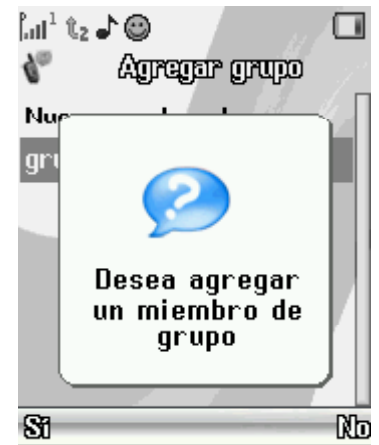 Agregar grupo
Desea agregar
un miembro de
grupo
Sí No